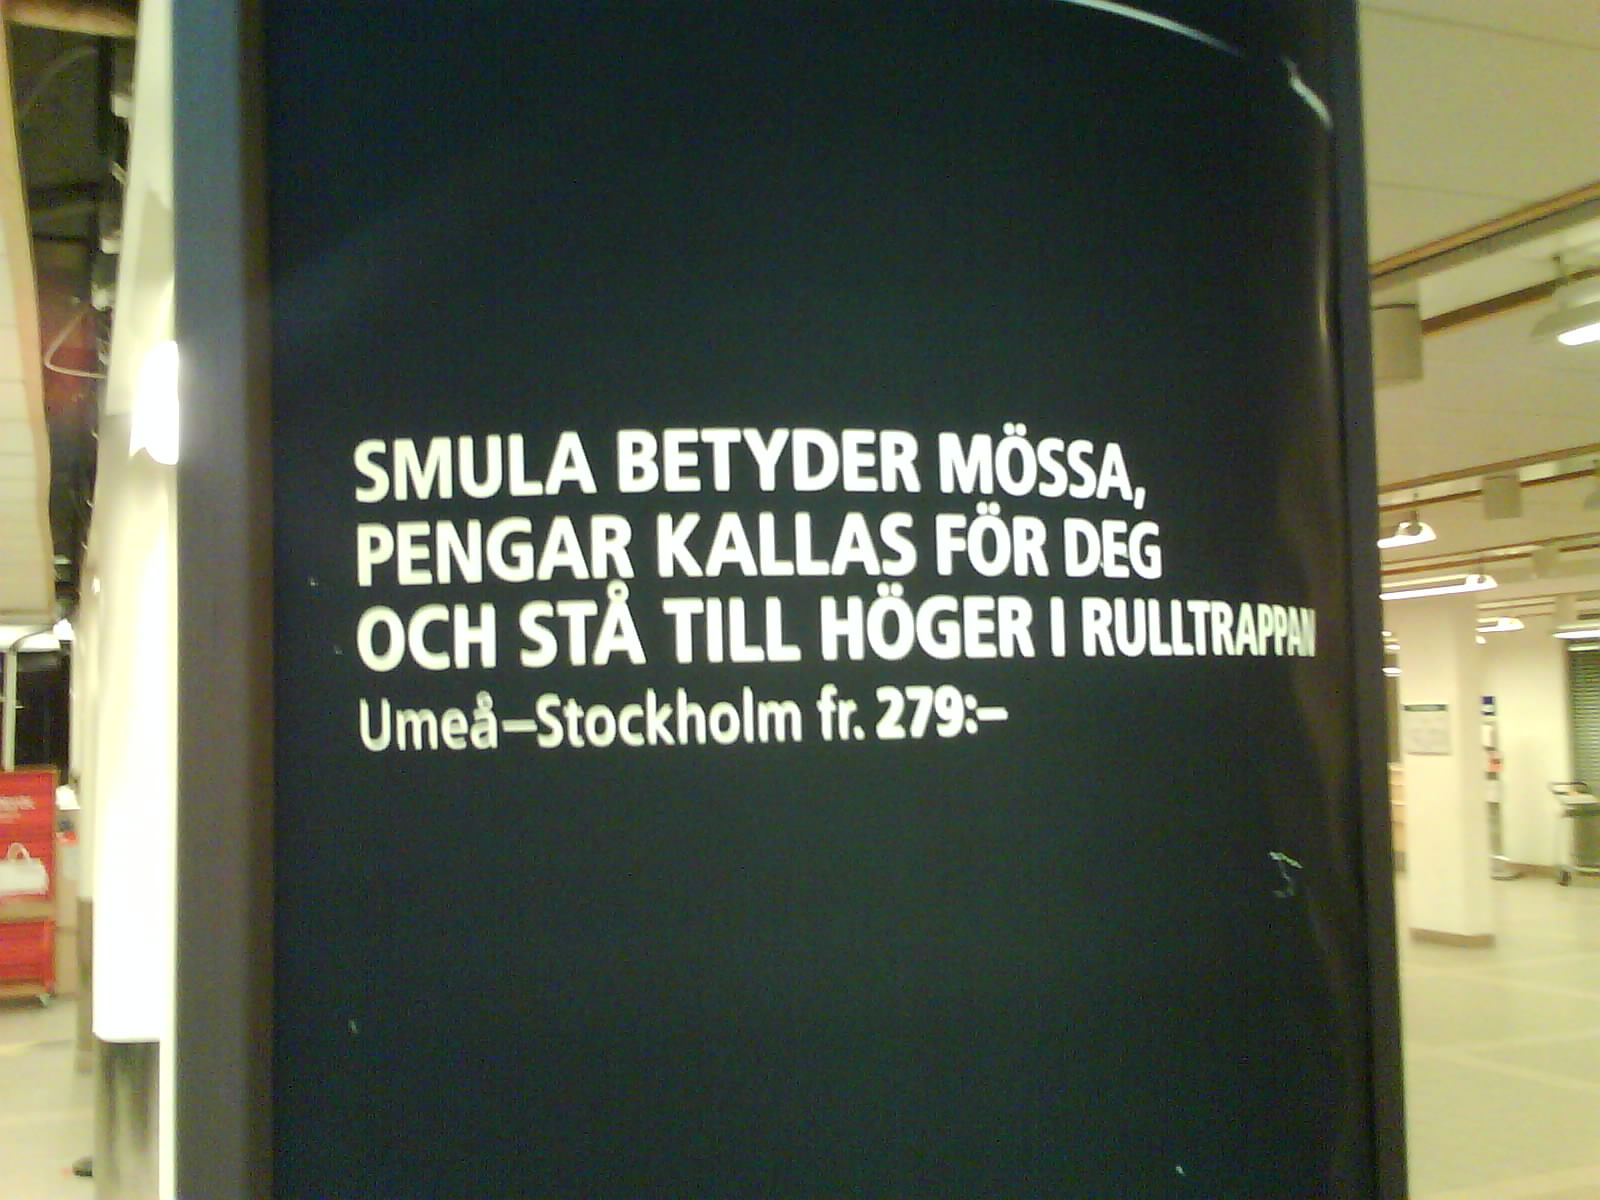 SMULA BETYDER MÖSSA,
PENGAR KALLAS FÖR DEG
OCH STÅ TILL HÖGER I RULLTRAPPAN
Umeå–Stockholm fr. 279:–